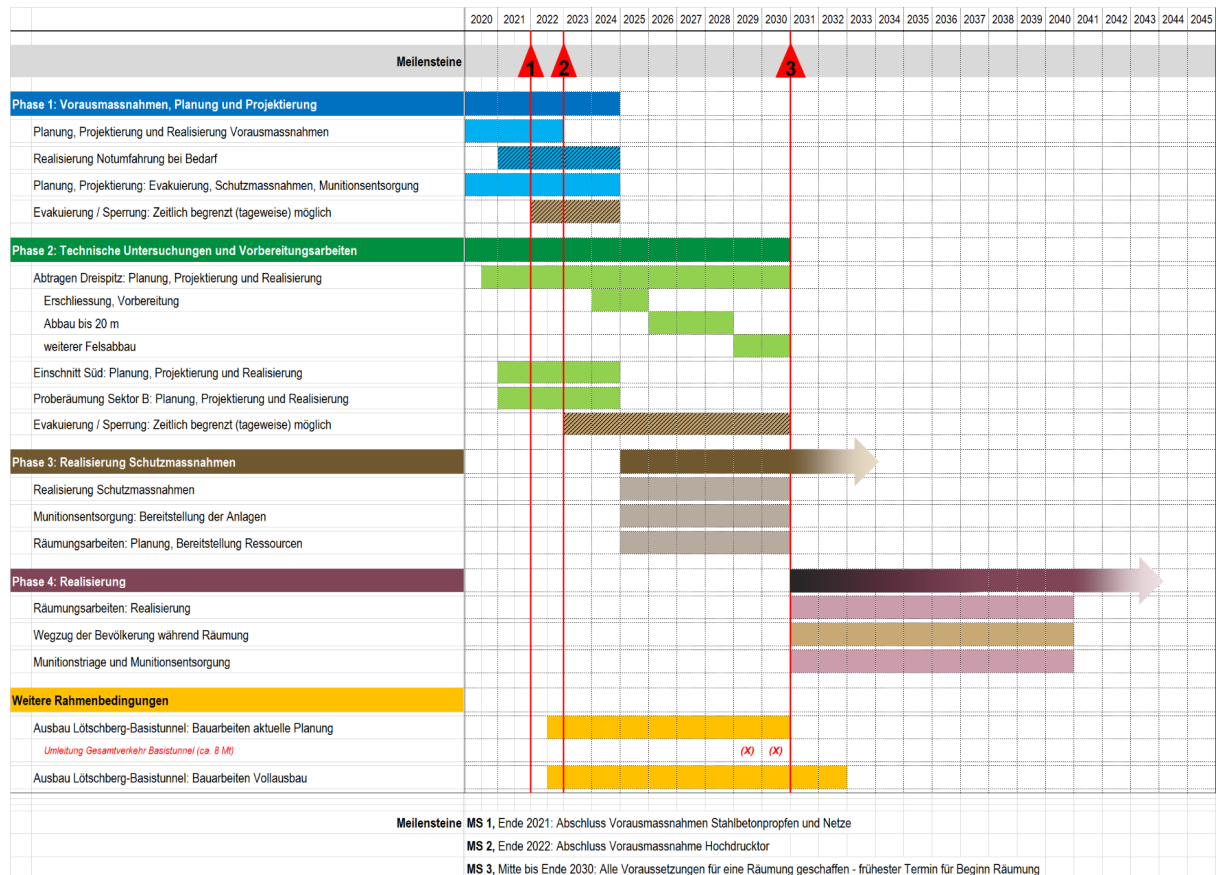 2020 2021 2022 2023 2024 2025 2026 2027 2028 2029 2030 2031 2032 2033 2034 2035 2036 2037 2038 2039 2040 2041 2042 2043 2044 2045
Meilensteine 1 2 3
Phase 1: Vorausmassnahmen, Planung und Projektierung
Planung, Projektierung und Realisierung Vorausmassnahmen
Realisierung Notumfahrung bei Bedarf
Planung, Projektierung: Evakuierung, Schutzmassnahmen, Munitionsentsorgung
Evakuierung / Sperrung: Zeitlich begrenzt (tageweise) möglich
Phase 2: Technische Untersuchungen und Vorbereitungsarbeiten
Abtragen Dreispitz: Planung, Projektierung und Realisierung
Erschliessung, Vorbereitung
Abbau bis 20 m
weiterer Felsabbau
Einschnitt Süd: Planung, Projektierung und Realisierung
Proberäumung Sektor B: Planung, Projektierung und Realisierung
Evakuierung / Sperrung: Zeitlich begrenzt (tageweise) möglich
Phase 3: Realisierung Schutzmassnahmen
Realisierung Schutzmassnahmen
Munitionsentsorgung: Bereitstellung der Anlagen
Räumungsarbeiten: Planung, Bereitstellung Ressourcen
Phase 4: Realisierung
Räumungsarbeiten: Realisierung
Wegzug der Bevölkerung während Räumung
Munitionstriage und Munitionsentsorgung
Weitere Rahmenbedingungen
Ausbau Lötschberg-Basistunnel: Bauarbeiten aktuelle Planung
Umleitung Gesamtverkehr Basistunnel (ca. 8 Mt) (X) (X)
Ausbau Lötschberg-Basistunnel: Bauarbeiten Vollausbau
Meilensteine MS 1, Ende 2021: Abschluss Vorausmassnahmen Stahlbetonpropfen und Netze
MS 2, Ende 2022: Abschluss Vorausmassnahme Hochdrucktor
MS 3, Mitte bis Ende 2030: Alle Voraussetzungen für eine Räumung geschaffen - frühester Termin für Beginn Räumung